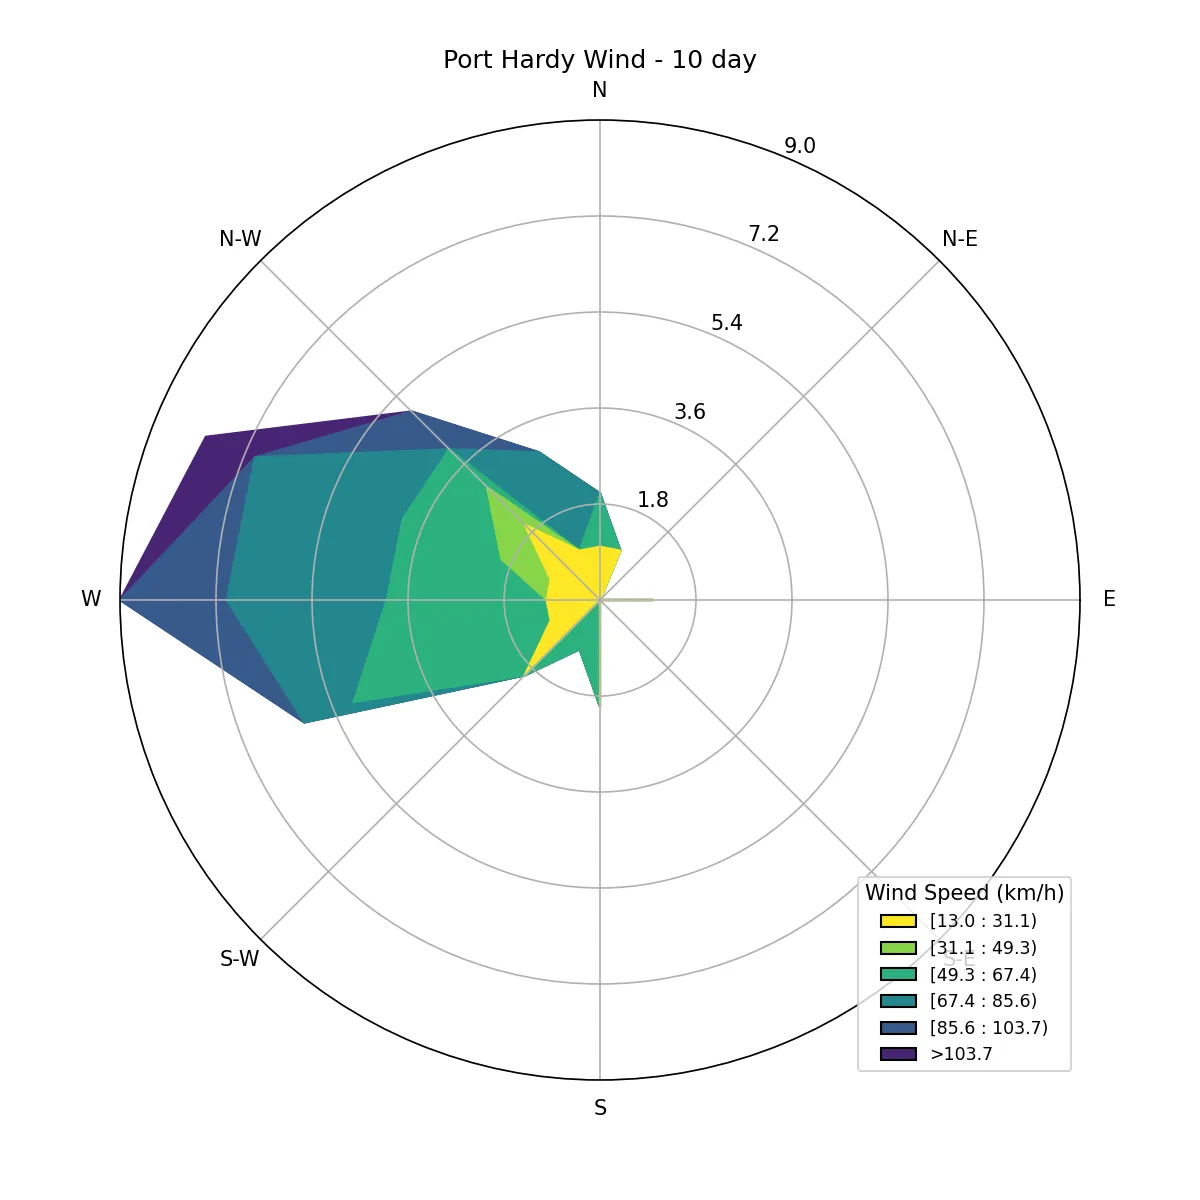 Port Hardy Wind - 10 day
N
9.0
N-W
N-E
7.2
5.4
3.6
1.8
W
E
S-W
S-E
S
Wind Speed (km/h)
[13.0 : 31.1)
[31.1 : 49.3)
[49.3 : 67.4)
[67.4 : 85.6)
[85.6 : 103.7)
>103.7